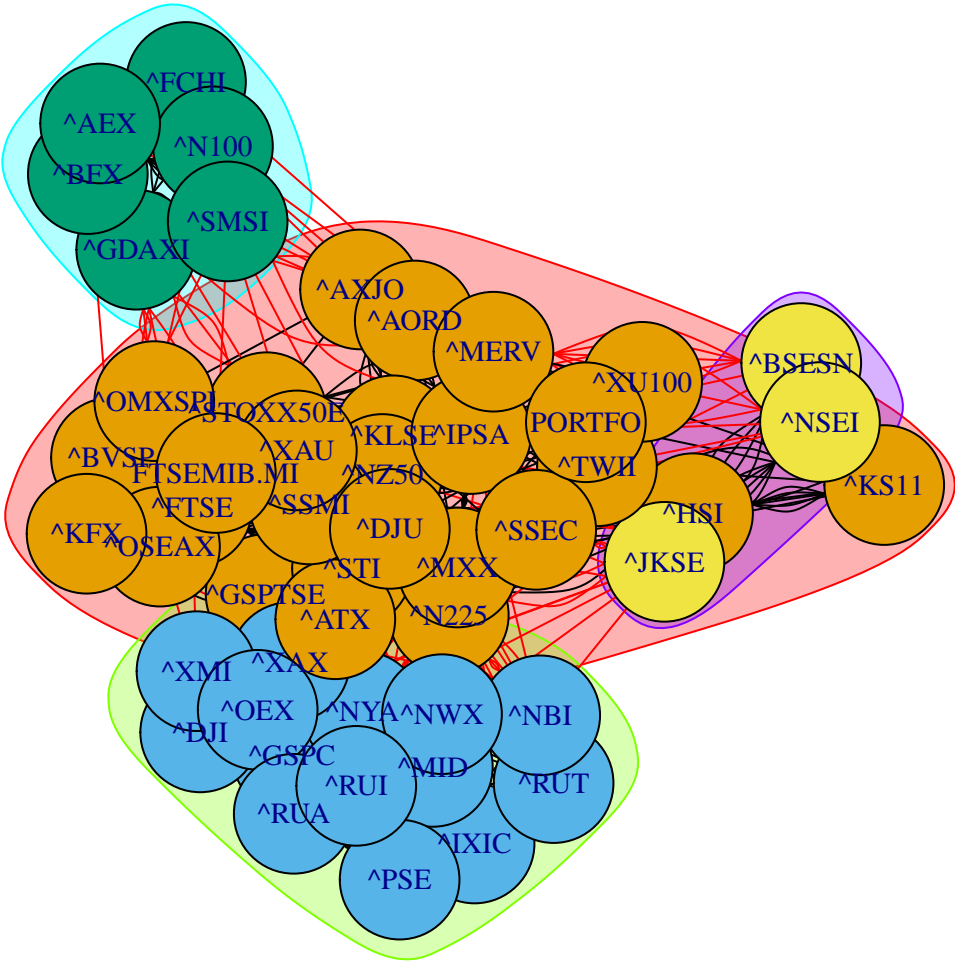 ^FCHI
^AEX
^N100
^BFX
^SMSI
^GDAXI
^AXJO
^AORD
^MERV
^BSESN
^XU100
^OMXSPI
^STOXX50E
^NSEI
PORTFO
^KLSE
^IPSA
^XAU
^BVSP
^TWII
FTSEMIB.MI
^NZ50
^KS11
^FTSE
^SSMI
^HSI
^DJU
^SSEC
^KFX
^OSEAX
^JKSE
^STI
^MXX
^GSPTSE
^N225
^ATX
^XAX
^XMI
^OEX
^NYA
^NWX
^NBI
^DJI
^GSPC
^MID
^RUI
^RUT
^RUA
^IXIC
^PSE